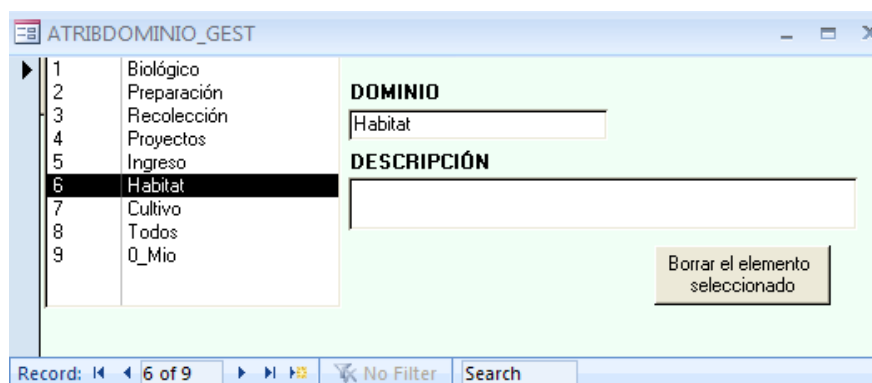 ATRIBDOMINIO_GEST
1 Biológico
2 Preparación
3 Recolección
4 Proyectos
5 Ingreso
6 Habitat
7 Cultivo
8 Todos
9 0_Mio
DOMINIO
Habitat
DESCRIPCIÓN
Borrar el elemento
seleccionado
Record: 6 of 9 No Filter Search